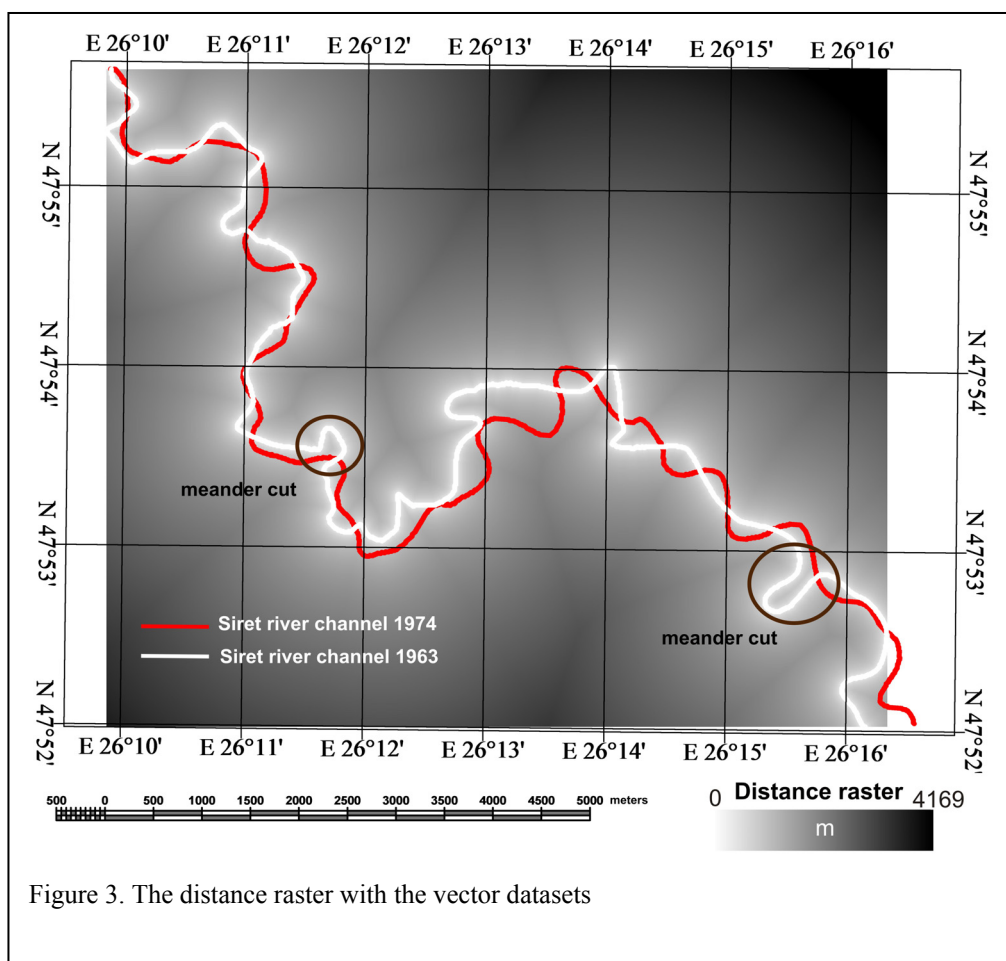 E 26°10' E 26°11' E 26°12' E 26°13' E 26°14' E 26°15' E 26°16'
N 47°55' N 47°55'
N 47°54' N 47°54'
meander cut
N 47°53' N 47°53'
Siret river channel 1974
meander cut
Siret river channel 1963
N 47°52' N 47°52'
E 26°10' E 26°11' E 26°12' E 26°13' E 26°14' E 26°15' E 26°16'
500 0 500 1000 1500 2000 2500 3000 3500 4000 4500 5000 meters
0 Distance raster 4169
m
Figure 3. The distance raster with the vector datasets